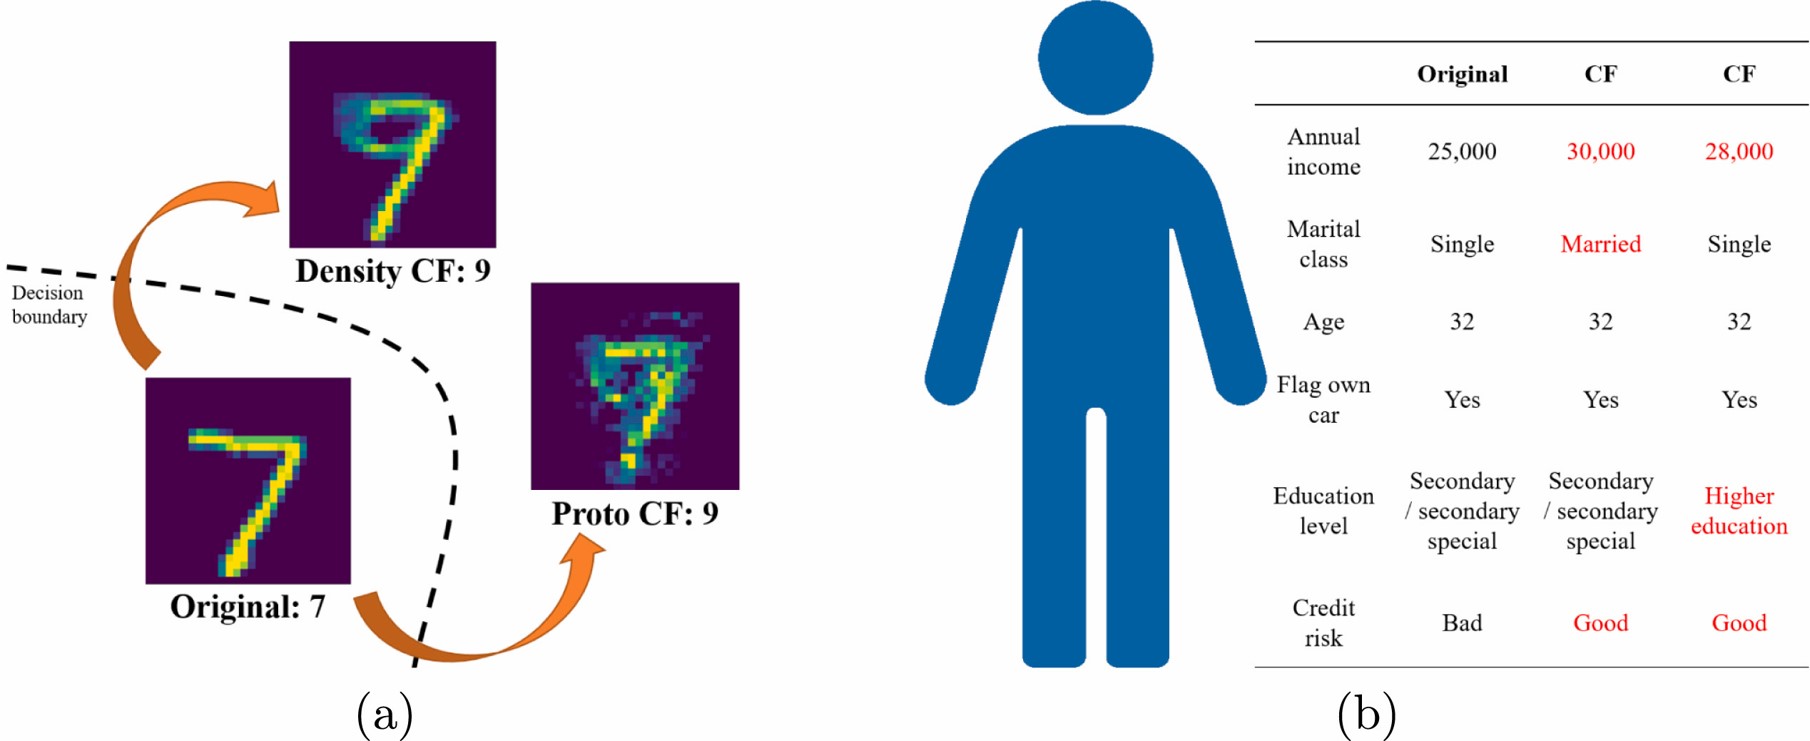 Density CF: 9
Decision
boundary
Proto CF: 9
Original: 7
(a)
Original CF CF
Annual
income
25,000 30,000 28,000
Marital
class
Single Married Single
Age 32 32 32
Flag own
car
Yes Yes Yes
Education
level
Secondary
/ secondary
special
Secondary
/ secondary
special
Higher
education
Credit
risk
Bad Good Good
(b)